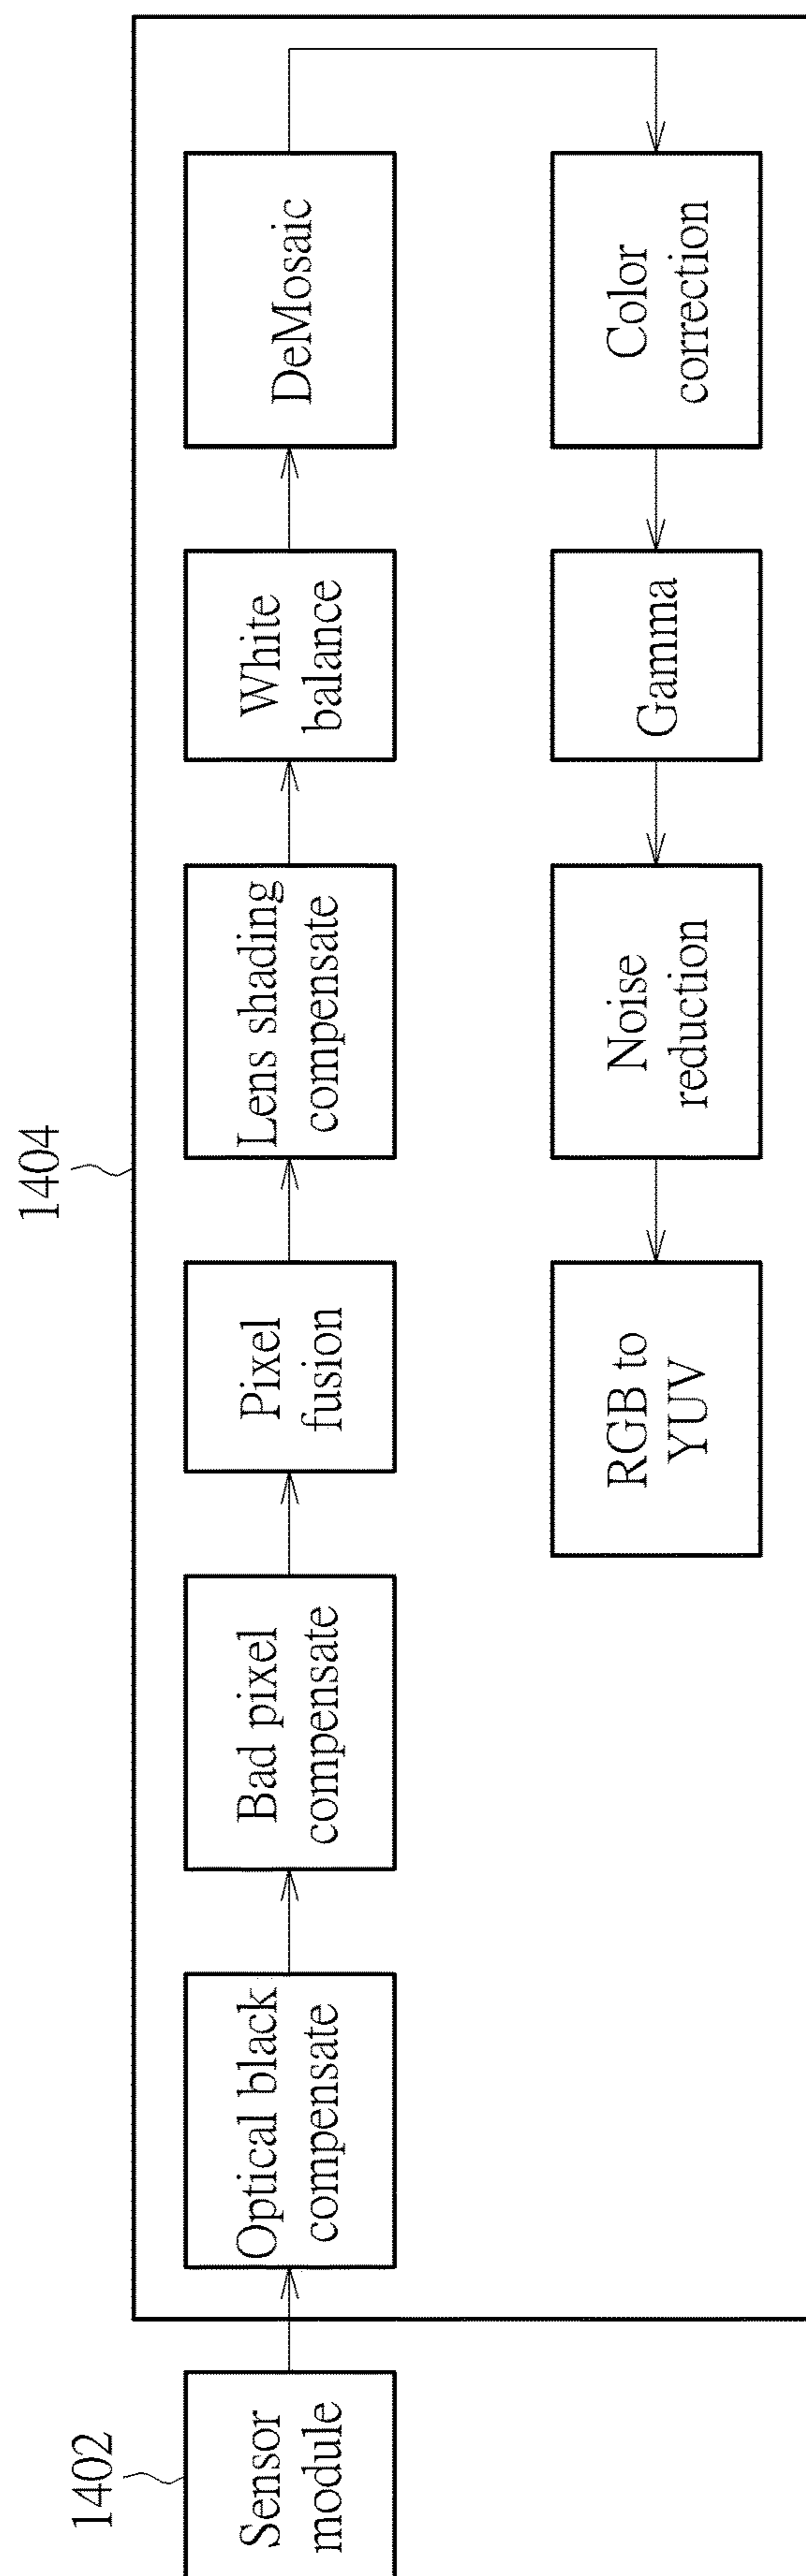 1402
Sensor
module
1404
Optical black
compensate
Bad pixel
compensate
Pixel
fusion
Lens shading
compensate
White
balance
DeMosaic
Color
correction
Gamma
Noise
reduction
RGB to
YUV